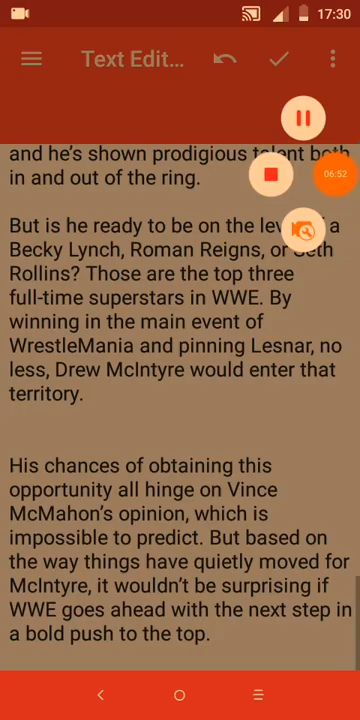 17:30
Text Edit...
06:52
and he's shown prodigious talent both
in and out of the ring.
But is he ready to be on the level a
Becky Lynch, Roman Reigns, or Seth
Rollins? Those are the top three
full-time superstars in WWE. By
winning in the main event of
WrestleMania and pinning Lesnar, no
less, Drew McIntyre would enter that
territory.
His chances of obtaining this
opportunity all hinge on Vince
McMahon's opinion, which is
impossible to predict. But based on
the way things have quietly moved for
McIntyre, it wouldn't be surprising if
WWE goes ahead with the next step in
a bold push to the top.